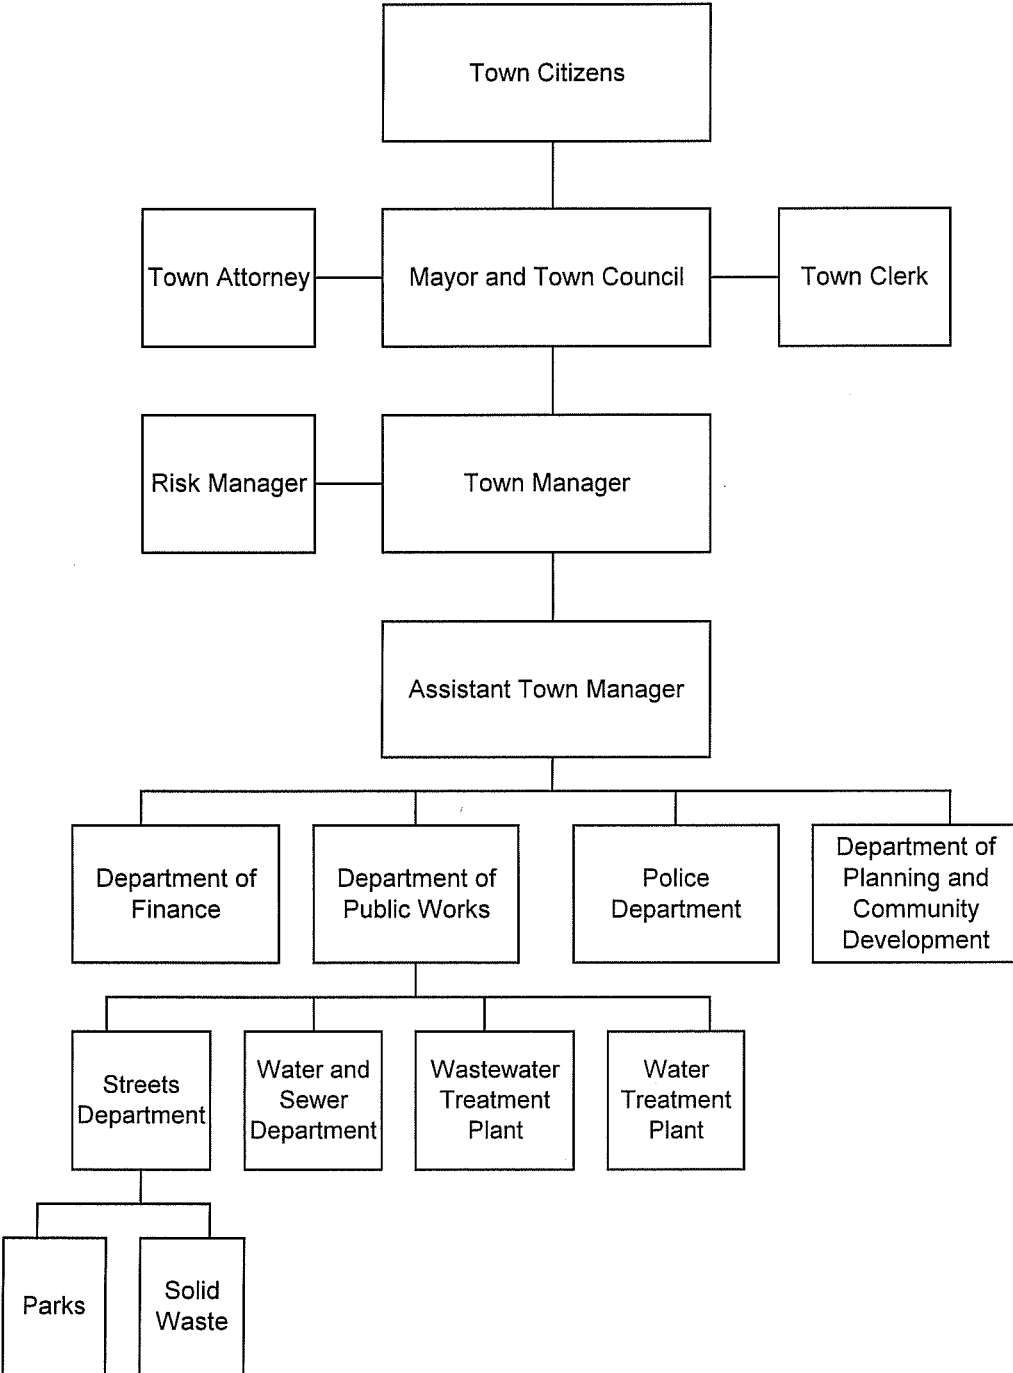 Town Citizens
Town Attorney
Mayor and Town Council
Town Clerk
Risk Manager
Town Manager
Assistant Town Manager
Department of
Finance
Department of
Public Works
Police
Department
Department of
Planning and
Community
Development
Streets
Department
Water and
Sewer
Department
Wastewater
Treatment
Plant
Water
Treatment
Plant
Parks
Solid
Waste